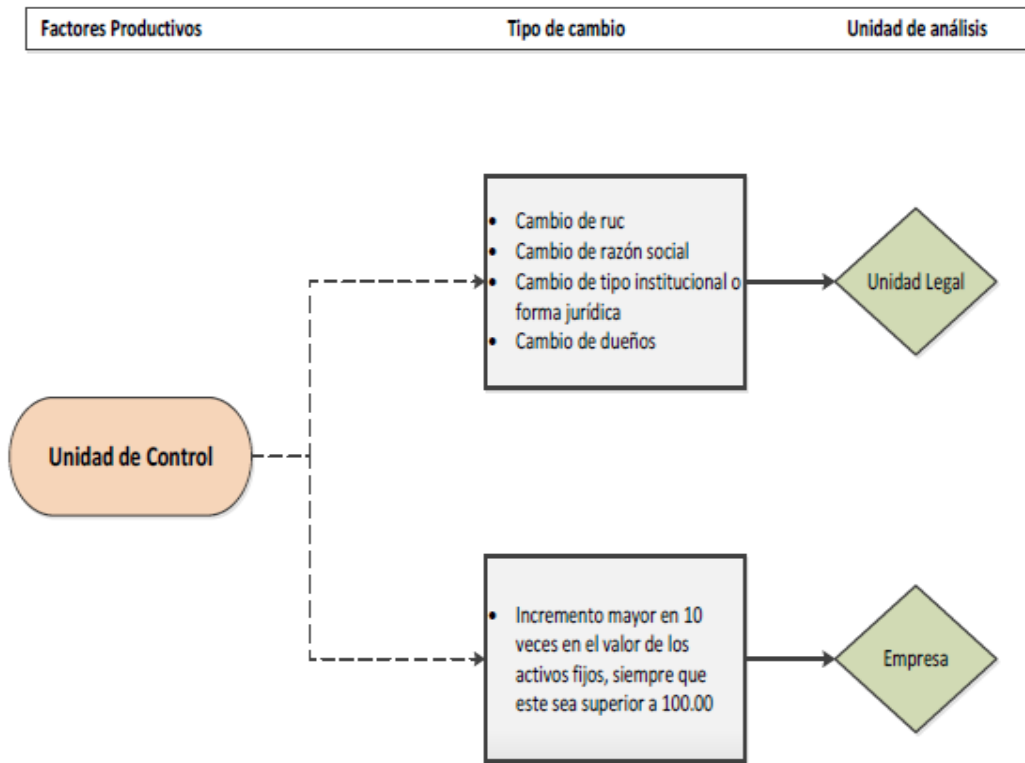 Factores Productivos Tipo de cambio Unidad de análisis
• Cambio de ruc
• Cambio de razón social
• Cambio de tipo institucional o
forma jurídica
• Cambio de dueños
Unidad Legal
Unidad de Control
• Incremento mayor en 10
veces en el valor de los
activos fijos, siempre que
este sea superior a 100.00
Empresa